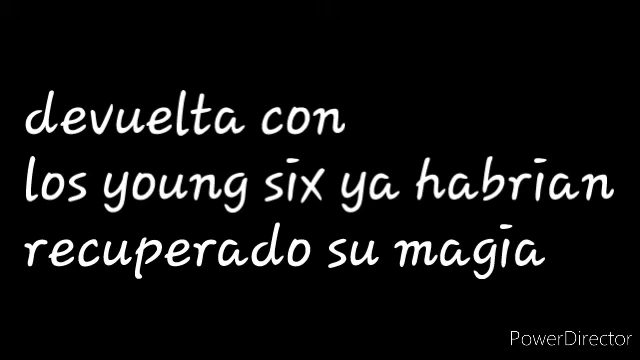 devuelta con
los young six ya habrian
recuperado su magia
PowerDirector